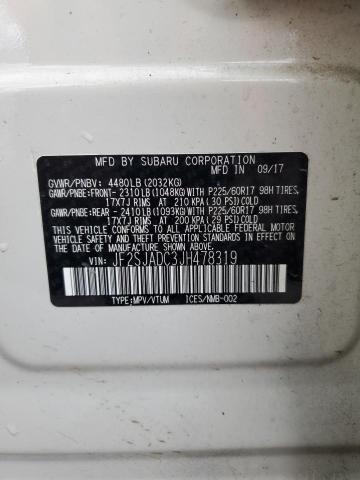 MFD BY SUBARU CORPORATION 09/17
GVWR/PNBV: 4480LB(2032KG)
GAWR/PNBE:FRONT- 2310LB(1048KG)WITH P225/60R17 98H TIRES,
17X7J RIMS AT 210 KPA( 30 PSI)COLD
GAWR/PNBE:REAR - 2410LB(1093KG)WITH P225/60R17 98H TIRES,
17X7J RIMS AT 200 KPA( 29 PSI)COLD
THIS VEHICLE CONFORMS TO ALL APPLICABLE FEDERAL MOTOR
VEHICLE SAFETY, BUMPER, AND THEFT PREVENTION STANDARDS
IN EFFECT ON THE DATE OF
MANUFACTURE SHOWN ABOVE.
VIN: JF2SJADC3JH478319
TYPE:MPV/VTUM ICES/NMB-002